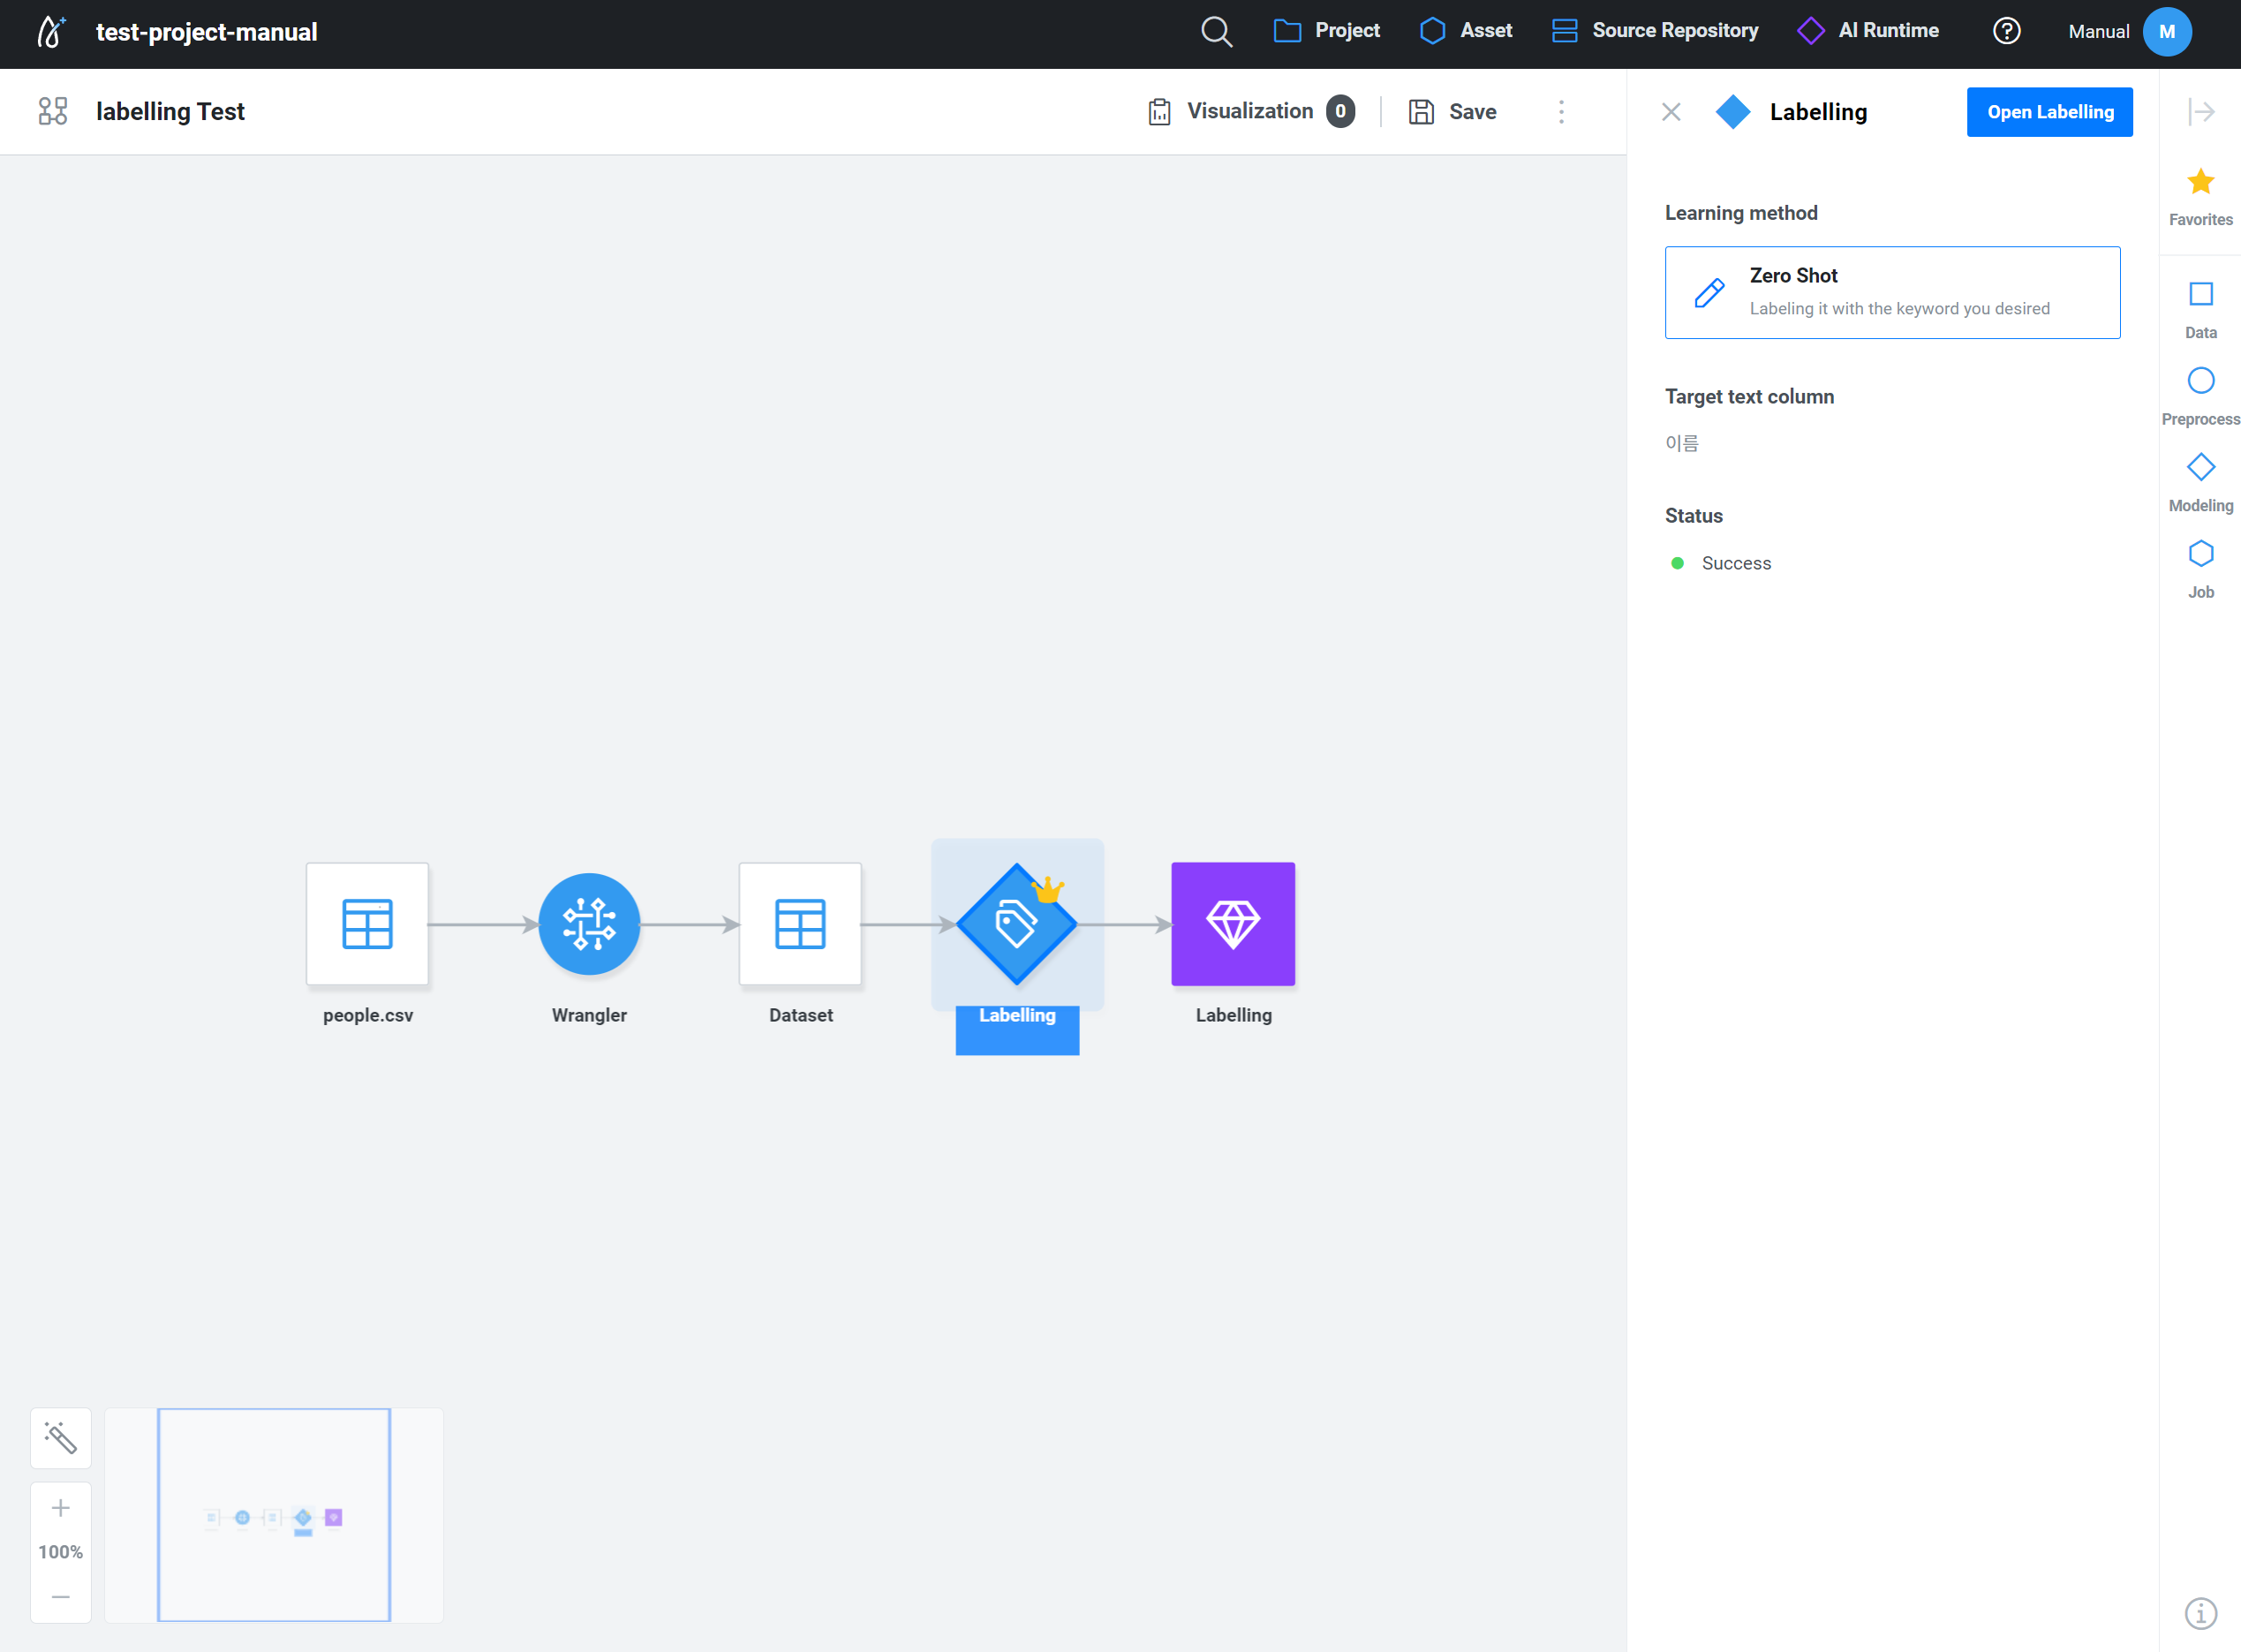 test-project-manual
Project
Asset
Source Repository
AI Runtime
Manual
M
labelling Test
Visualization 0
Save
Labelling
Open Labelling
Learning method
Zero Shot
Labeling it with the keyword you desired
Target text column
이름
Status
Success
Favorites
Data
Preprocess
Modeling
Job
people.csv
Wrangler
Dataset
Labelling
Labelling
100%